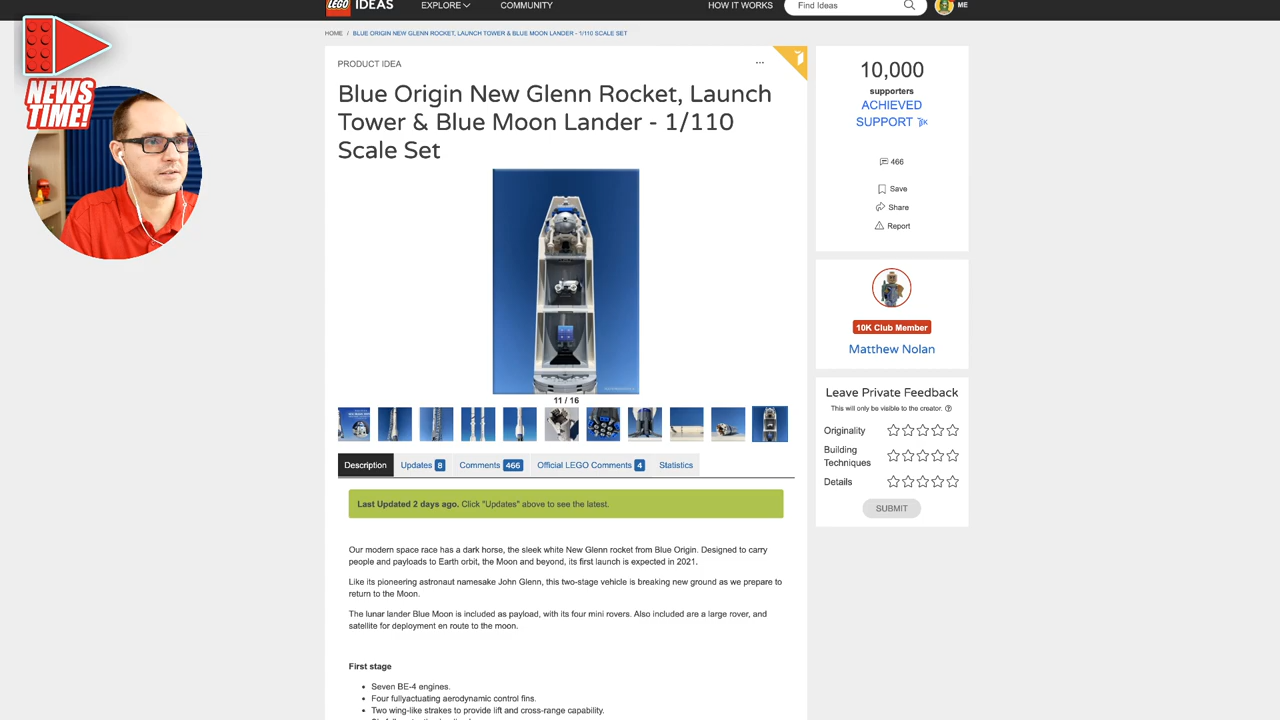 LEGO IDEAS EXPLORE COMMUNITY HOW IT WORKS Find Ideas ME
NEWS
TIME!
HOME / BLUE ORIGIN NEW GLENN ROCKET, LAUNCH TOWER & BLUE MOON LANDER - 1/110 SCALE SET
PRODUCT IDEA
...
Blue Origin New Glenn Rocket, Launch
Tower & Blue Moon Lander - 1/110
Scale Set
11 / 16
Description Updates 8 Comments 466 Official LEGO Comments 4 Statistics
Last Updated 2 days ago. Click "Updates" above to see the latest.
Our modern space race has a dark horse, the sleek white New Glenn rocket from Blue Origin. Designed to carry
people and payloads to Earth orbit, the Moon and beyond, its first launch is expected in 2021.
Like its pioneering astronaut namesake John Glenn, this two-stage vehicle is breaking new ground as we prepare to
return to the Moon.
The lunar lander Blue Moon is included as payload, with its four mini rovers. Also included are a large rover, and
satellite for deployment en route to the moon.
First stage
• Seven BE-4 engines.
• Four fullyactuating aerodynamic control fins.
• Two wing-like strakes to provide lift and cross-range capability.
10,000
supporters
ACHIEVED
SUPPORT
466
Save
Share
Report
10K Club Member
Matthew Nolan
Leave Private Feedback
This will only be visible to the creator.
Originality
Building
Techniques
Details
SUBMIT